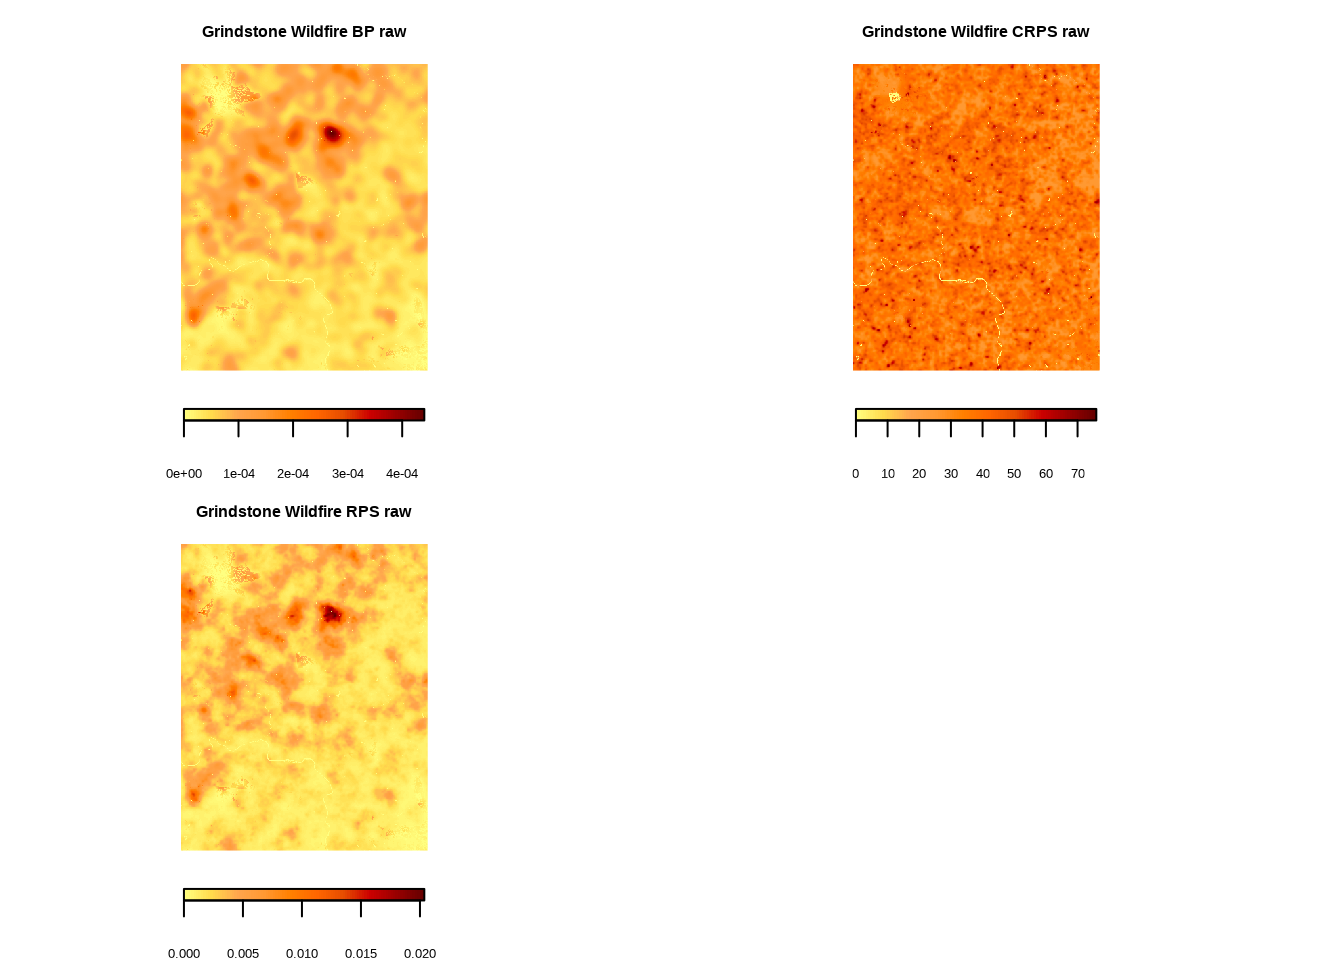 Grindstone Wildfire BP raw
0e+00 1e-04 2e-04 3e-04 4e-04
Grindstone Wildfire CRPS raw
0 10 20 30 40 50 60 70
Grindstone Wildfire RPS raw
0.000 0.005 0.010 0.015 0.020